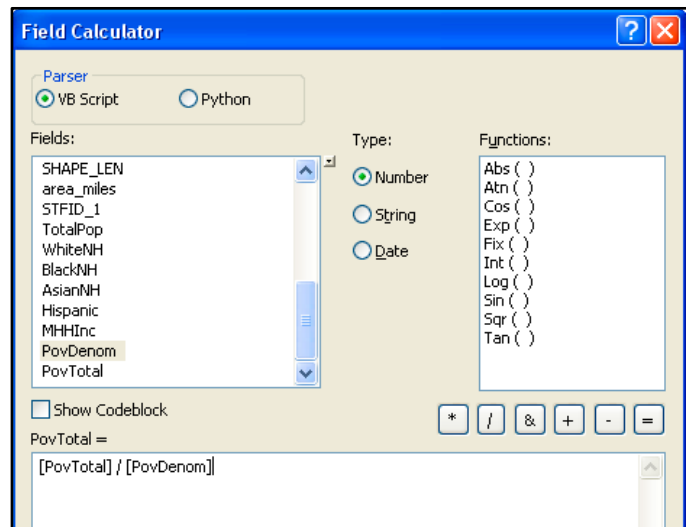 Field Calculator
Parser
VB Script Python
Fields: Type: Functions:
SHAPE_LEN
area_miles
STFID_1
TotalPop
WhiteNH
BlackNH
AsianNH
Hispanic
MHHInc
PovDenom
PovTotal
Number
String
Date
Abs ( )
Atn ( )
Cos ( )
Exp ( )
Fix ( )
Int ( )
Log ( )
Sin ( )
Sqr ( )
Tan ( )
Show Codeblock
* / & + - =
PovTotal =
[PovTotal] / [PovDenom]